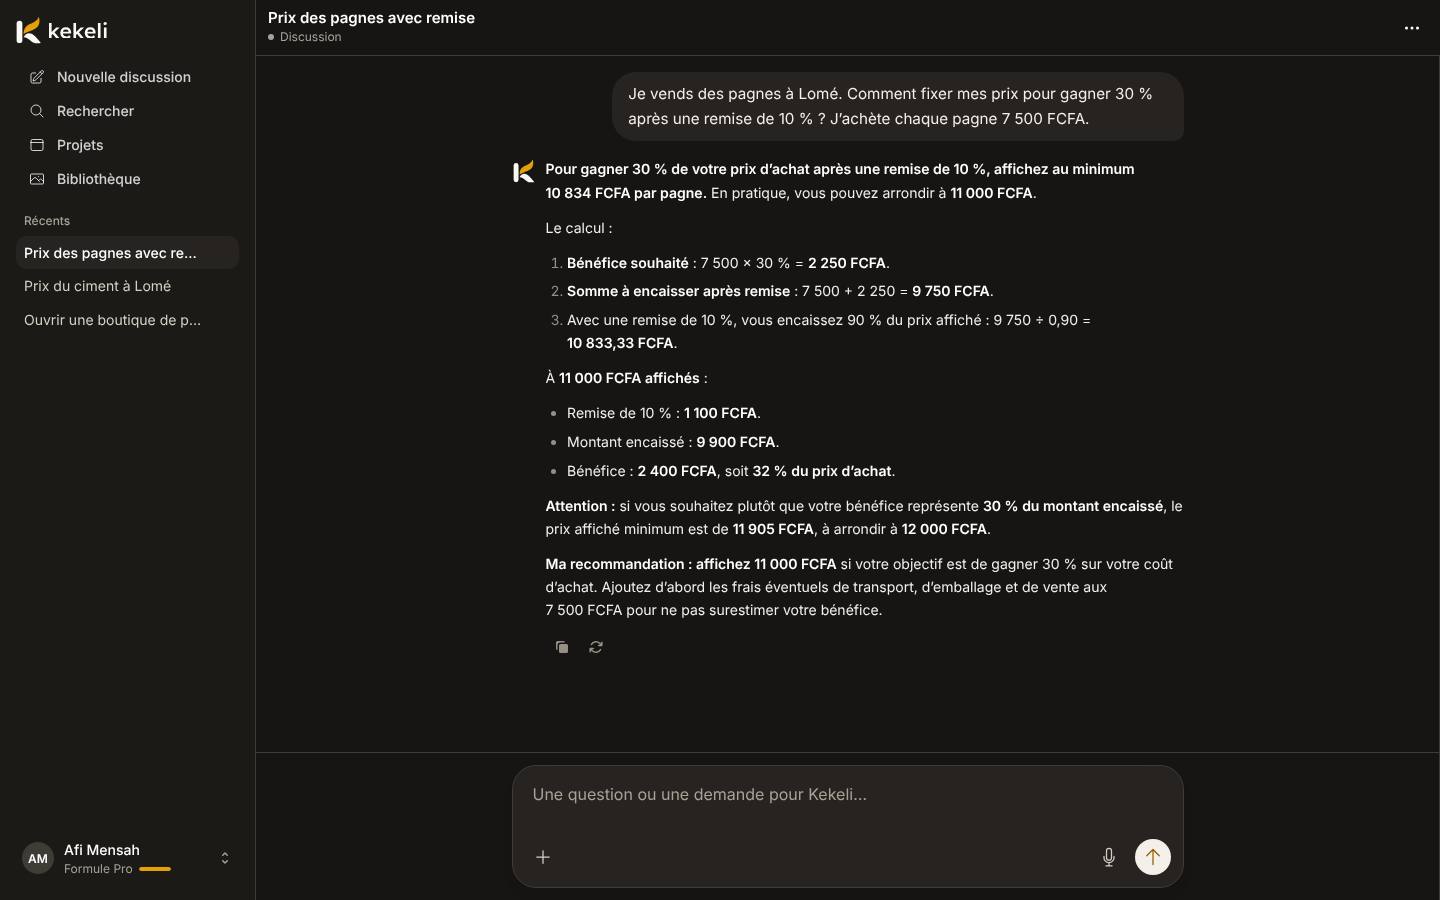 kekeli
Nouvelle discussion
Rechercher
Projets
Bibliothèque
Récents
Prix des pagnes avec re...
Prix du ciment à Lomé
Ouvrir une boutique de p...
AM
Afi Mensah
Formule Pro
Prix des pagnes avec remise
Discussion
Je vends des pagnes à Lomé. Comment fixer mes prix pour gagner 30 %
après une remise de 10 % ? J’achète chaque pagne 7 500 FCFA.
Pour gagner 30 % de votre prix d’achat après une remise de 10 %, affichez au minimum
10 834 FCFA par pagne. En pratique, vous pouvez arrondir à 11 000 FCFA.
Le calcul :
1. Bénéfice souhaité : 7 500 × 30 % = 2 250 FCFA.
2. Somme à encaisser après remise : 7 500 + 2 250 = 9 750 FCFA.
3. Avec une remise de 10 %, vous encaissez 90 % du prix affiché : 9 750 ÷ 0,90 =
10 833,33 FCFA.
À 11 000 FCFA affichés :
• Remise de 10 % : 1 100 FCFA.
• Montant encaissé : 9 900 FCFA.
• Bénéfice : 2 400 FCFA, soit 32 % du prix d’achat.
Attention : si vous souhaitez plutôt que votre bénéfice représente 30 % du montant encaissé, le
prix affiché minimum est de 11 905 FCFA, à arrondir à 12 000 FCFA.
Ma recommandation : affichez 11 000 FCFA si votre objectif est de gagner 30 % sur votre coût
d’achat. Ajoutez d’abord les frais éventuels de transport, d’emballage et de vente aux
7 500 FCFA pour ne pas surestimer votre bénéfice.
Une question ou une demande pour Kekeli...